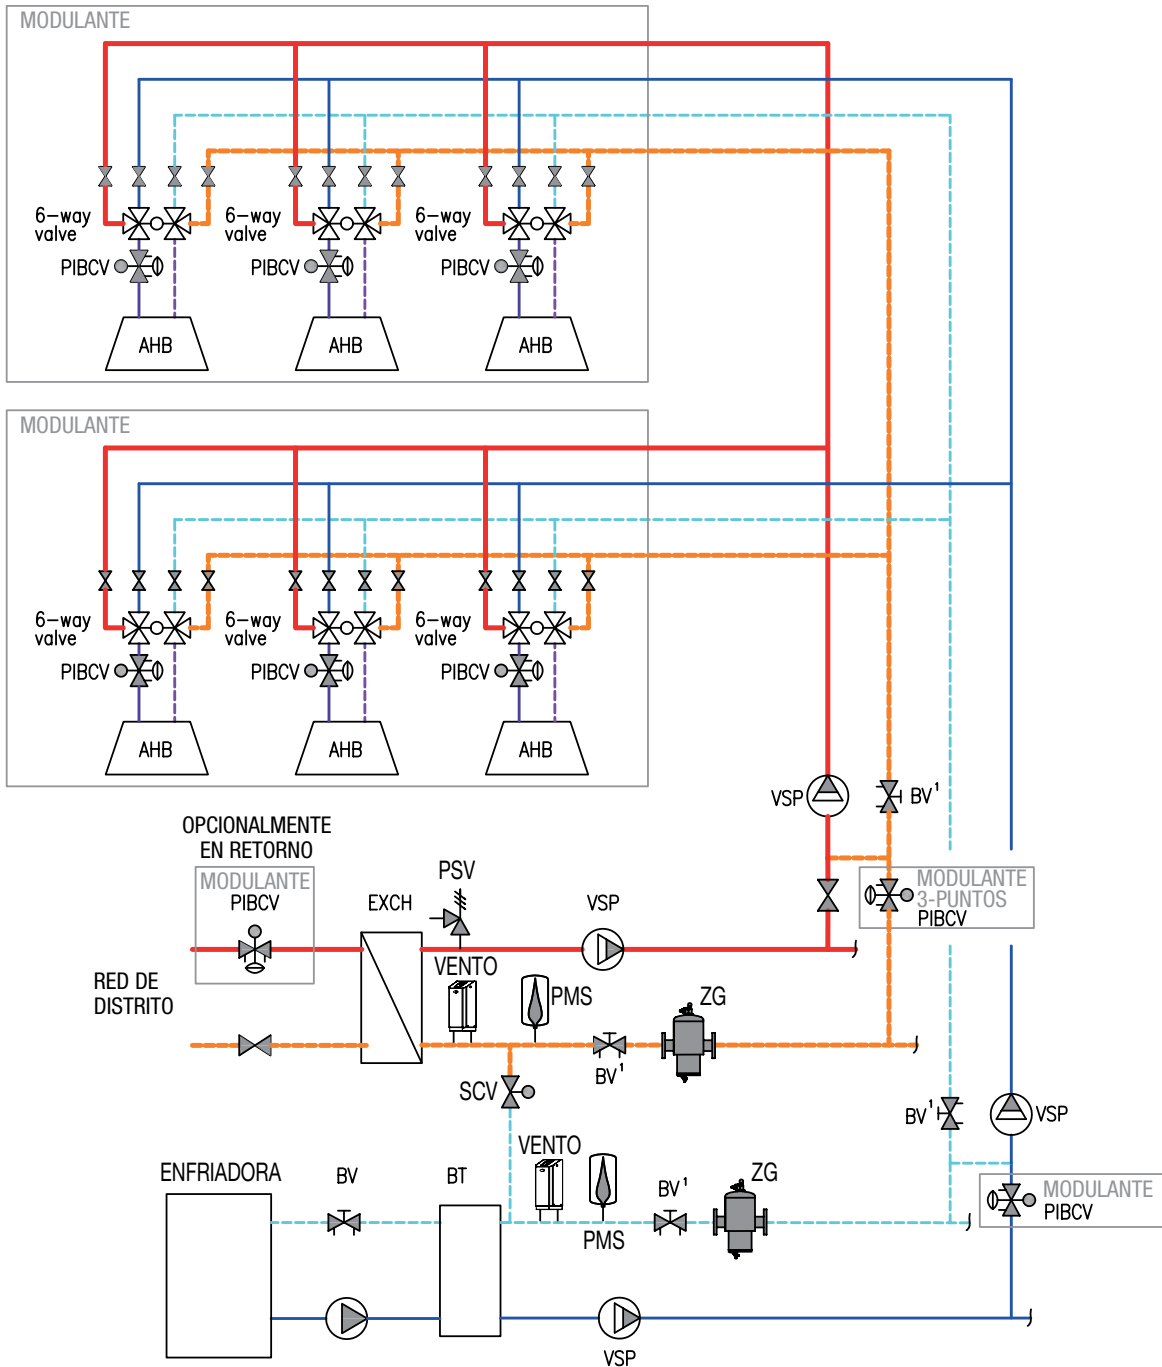 MODULANTE
6-way
valve
6-way
valve
6-way
valve
PIBCV
PIBCV
PIBCV
AHB
AHB
AHB
MODULANTE
6-way
valve
6-way
valve
6-way
valve
PIBCV
PIBCV
PIBCV
AHB
AHB
AHB
VSP
BV¹
OPCIONALMENTE
EN RETORNO
MODULANTE
PIBCV
EXCH
PSV
VSP
MODULANTE
3-PUNTOS
PIBCV
RED DE
DISTRITO
VENTO
PMS
ZG
BV¹
SCV
BV¹
VSP
ENFRIADORA
BV
BT
VENTO
PMS
BV¹
ZG
MODULANTE
PIBCV
VSP